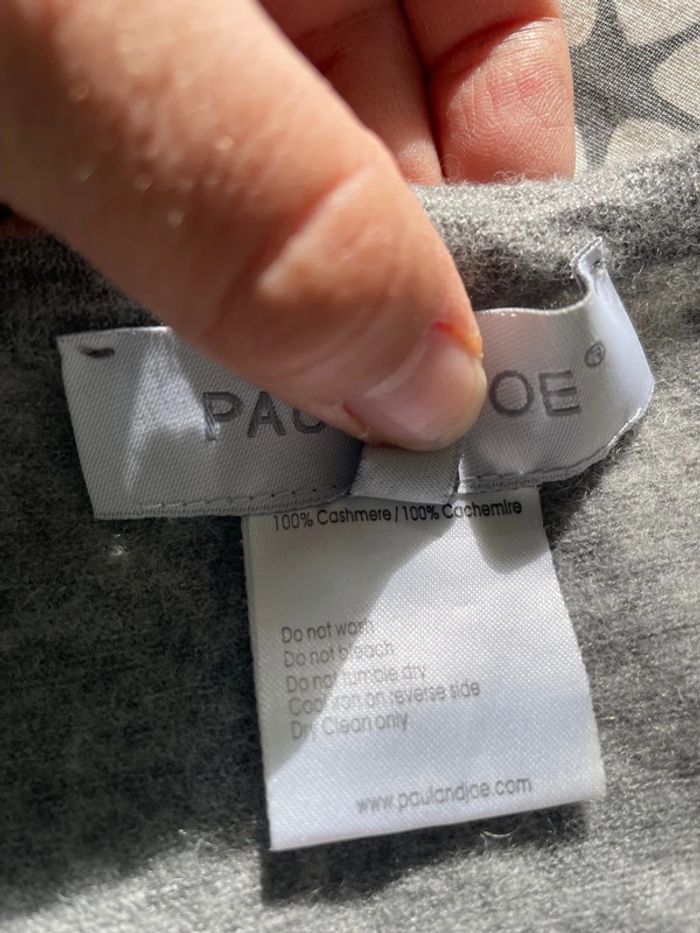 PAU OE®
100% Cashmere / 100% Cachemire
Do not wash
Do not bleach
Do not tumble dry
Cool iron on reverse side
Dry Clean only
www.paulandjoe.com